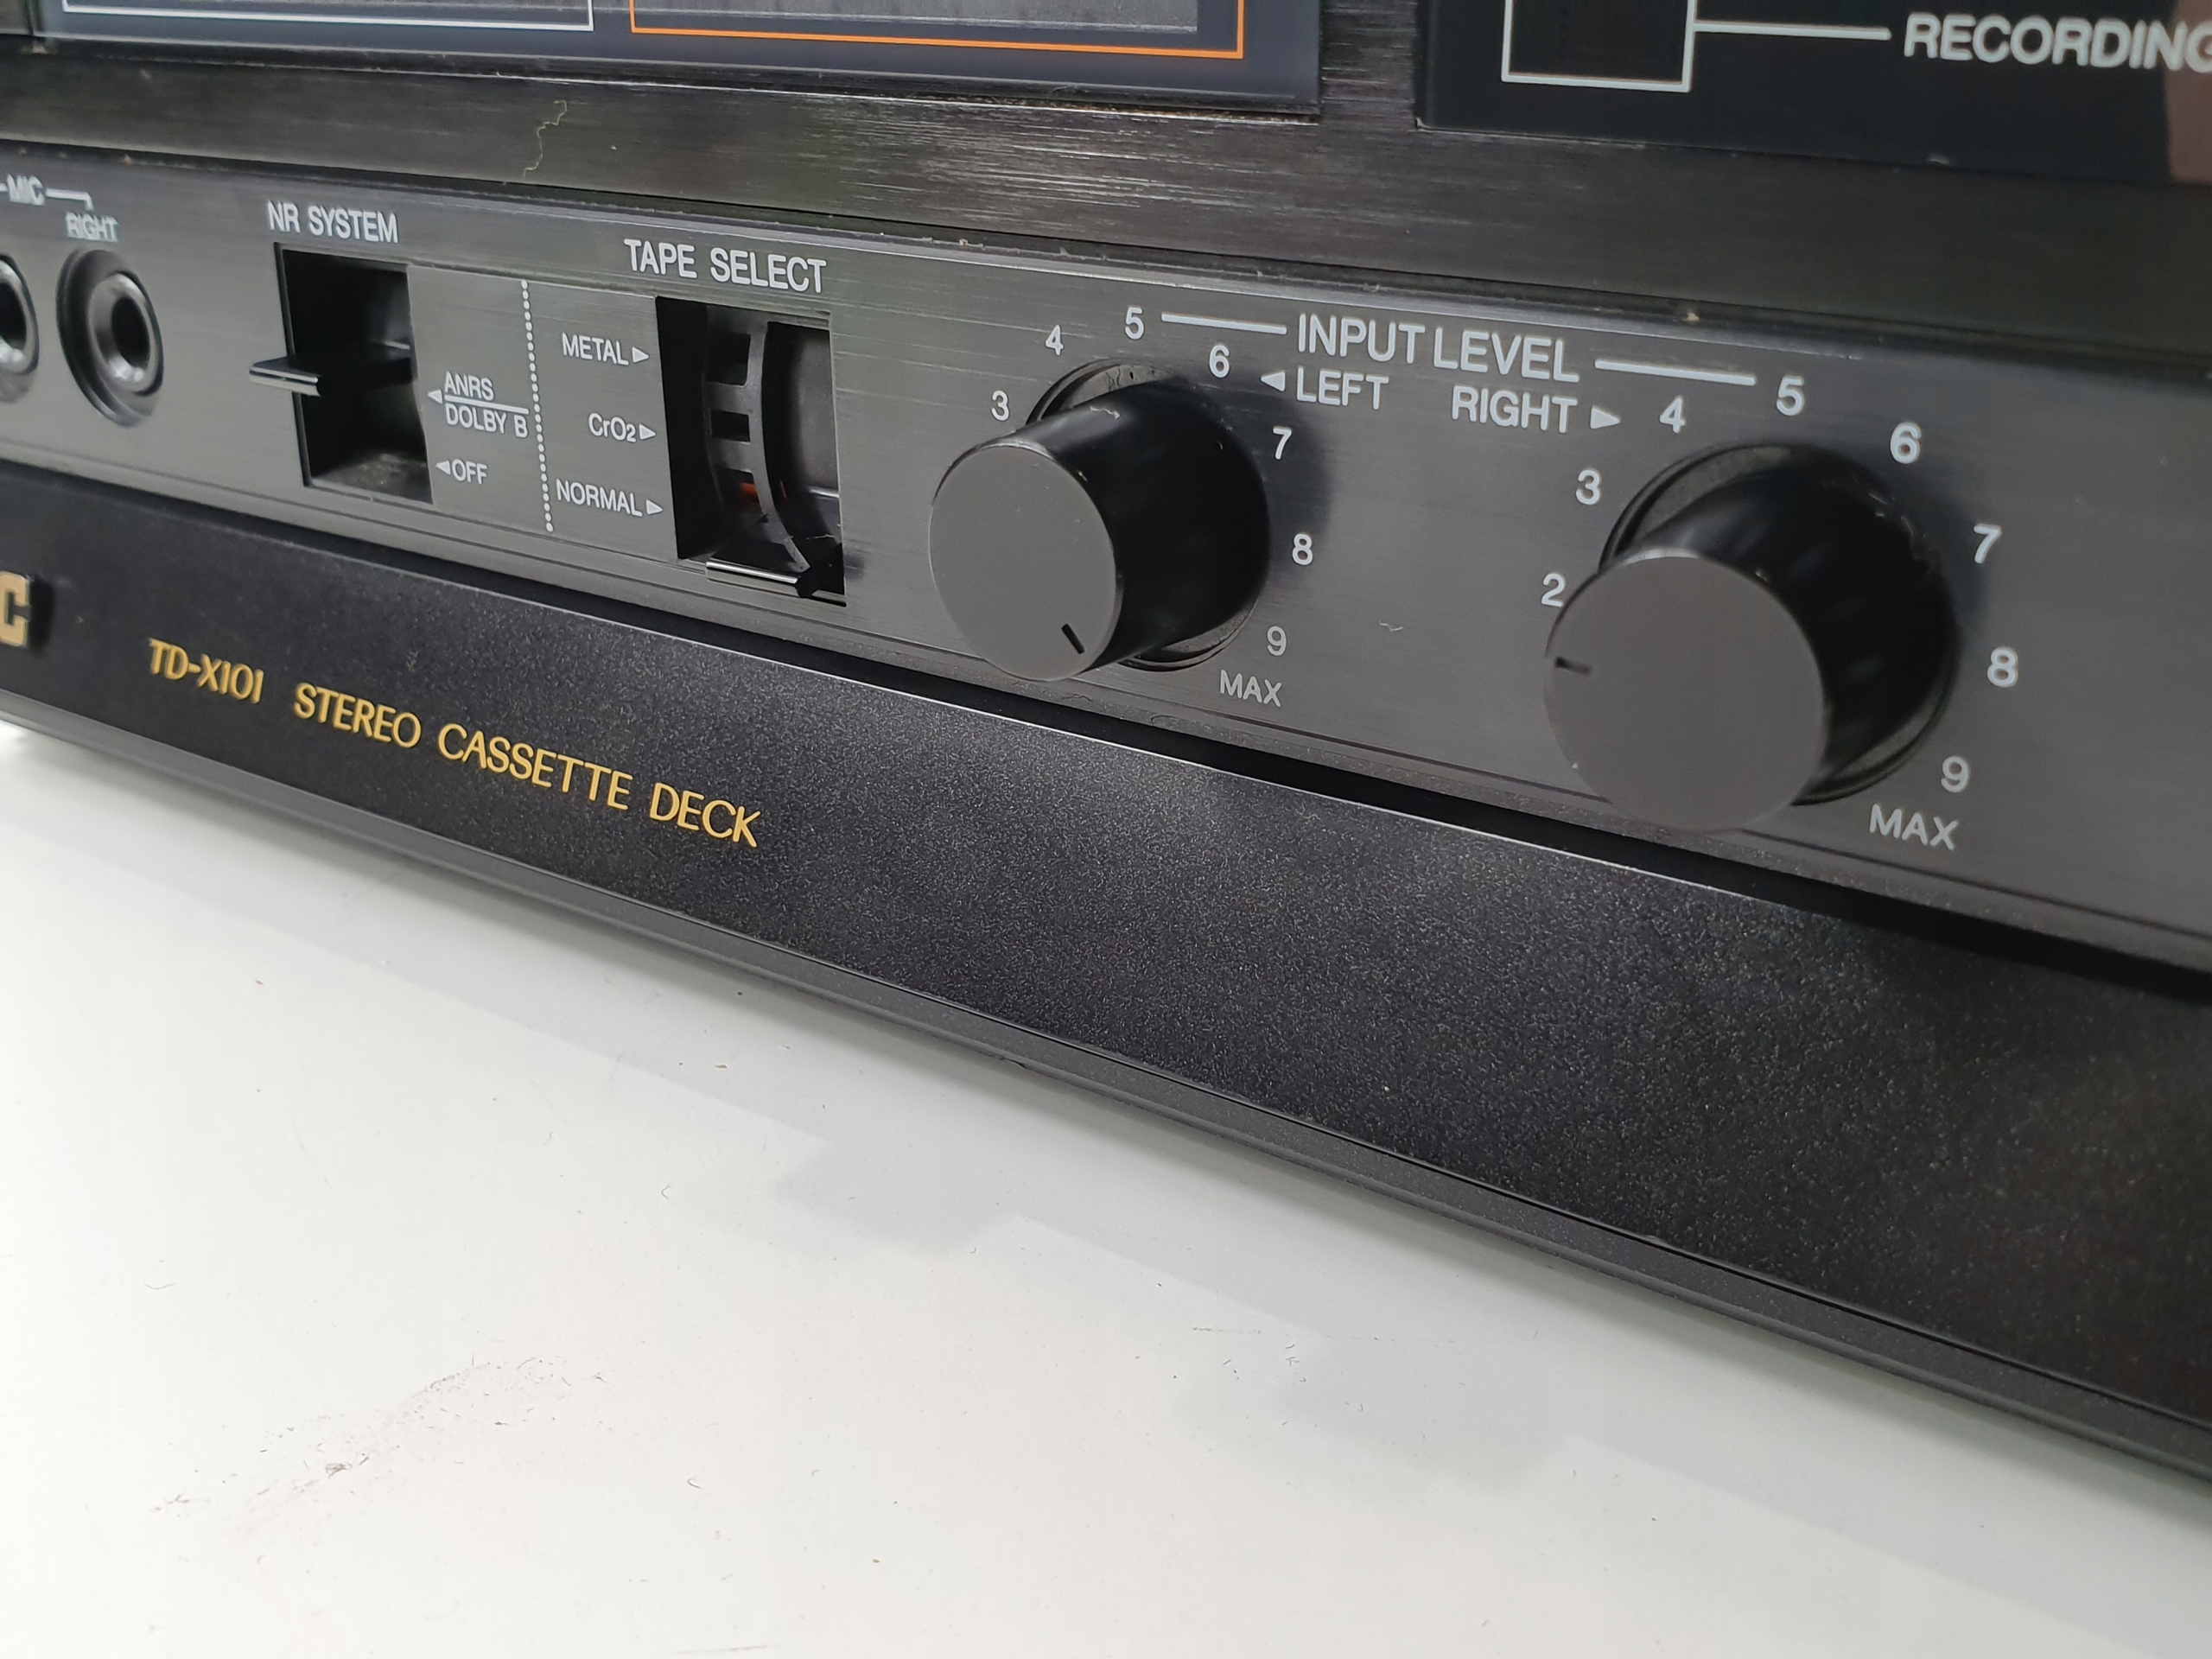 RECORDING
MIC
RIGHT
NR SYSTEM
ANRS
DOLBY B
OFF
TAPE SELECT
METAL
CrO2
NORMAL
INPUT LEVEL
LEFT RIGHT
3 4 5 6 7 8 9
MAX
2 3 4 5 6 7 8 9
MAX
C
TD-X101 STEREO CASSETTE DECK